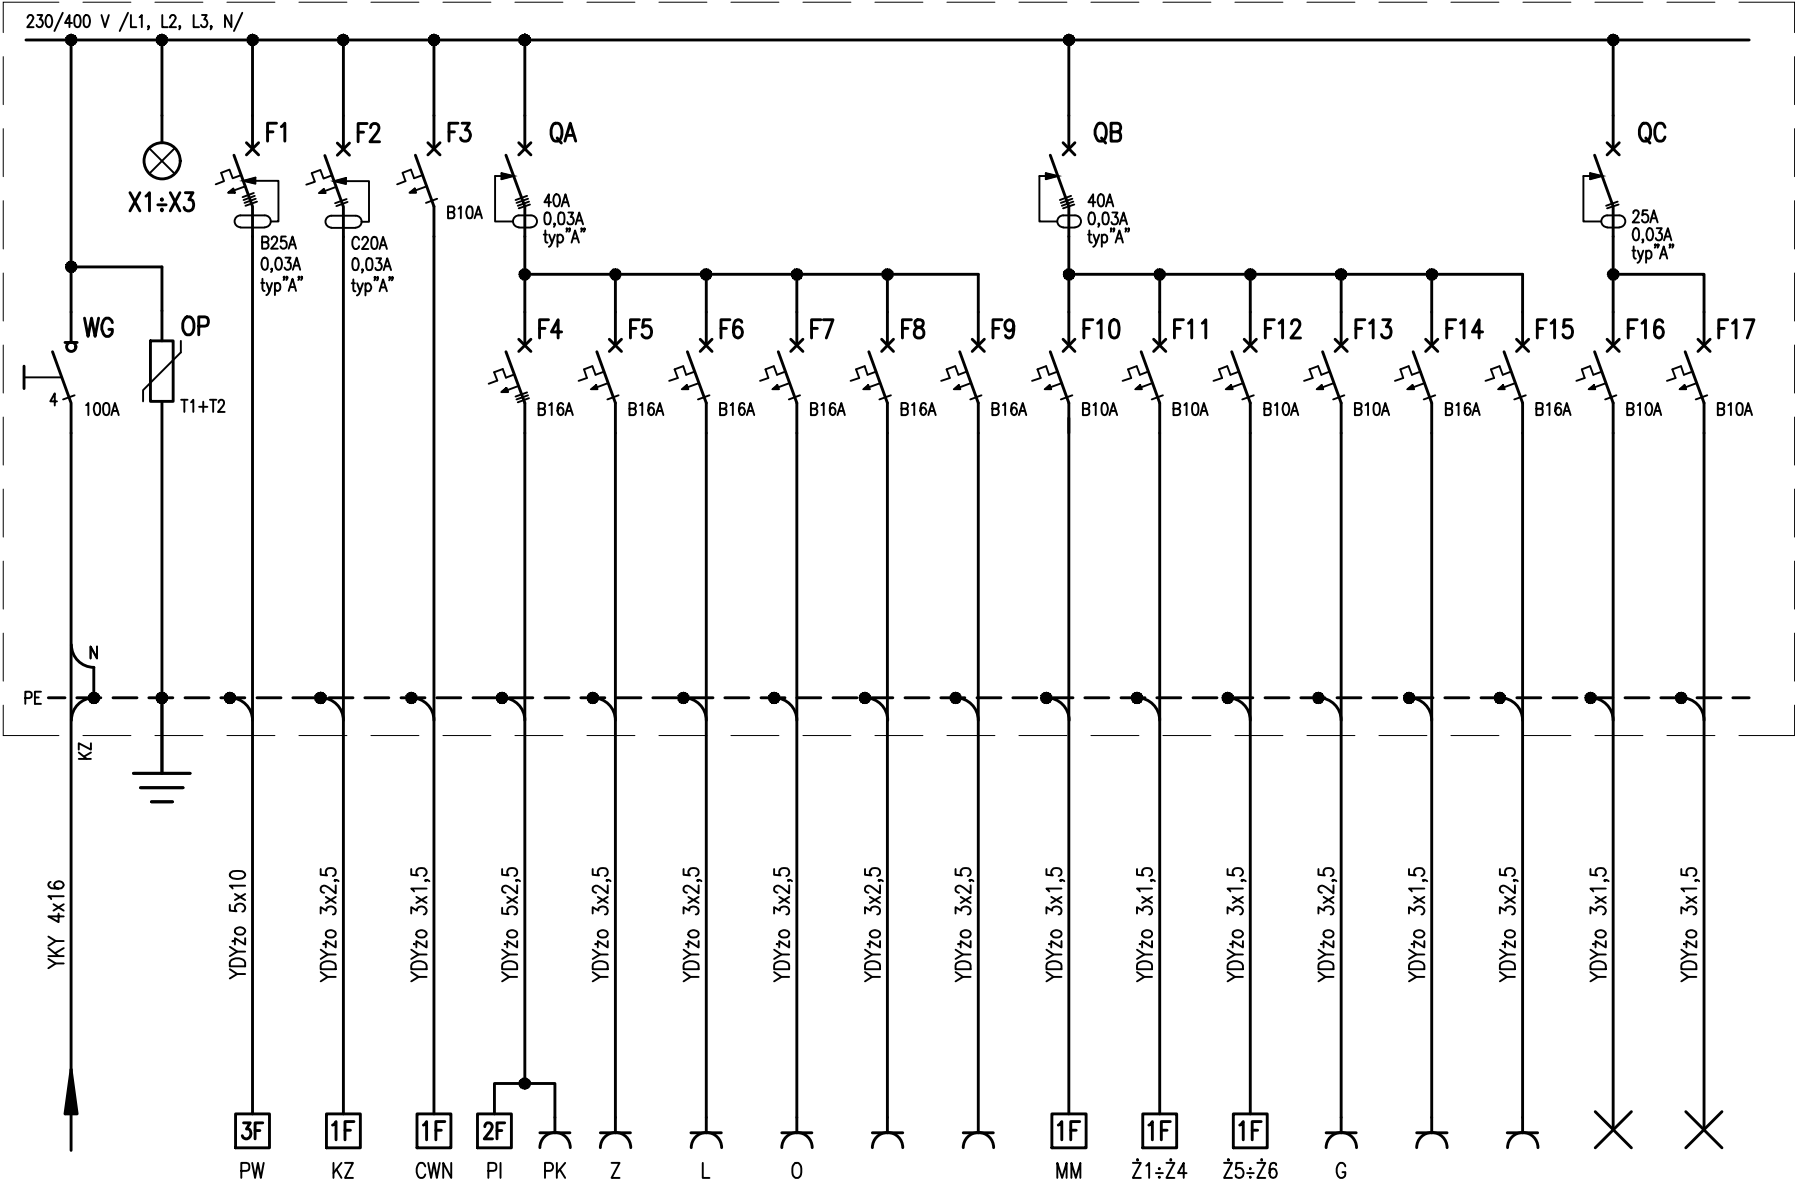 230/400 V /L1, L2, L3, N/
F1 F2 F3 QA QB QC
X1÷X3
B10A
40A
0,03A
typ"A"
40A
0,03A
typ"A"
25A
0,03A
typ"A"
B25A
0,03A
typ"A"
C20A
0,03A
typ"A"
WG OP F4 F5 F6 F7 F8 F9 F10 F11 F12 F13 F14 F15 F16 F17
4 100A T1+T2 B16A B16A B16A B16A B16A B16A B10A B10A B10A B10A B16A B16A B10A B10A
N
PE
KZ
YKY 4x16
YDYżo 5x10
YDYżo 3x2,5
YDYżo 3x1,5
YDYżo 5x2,5
YDYżo 3x2,5
YDYżo 3x2,5
YDYżo 3x2,5
YDYżo 3x2,5
YDYżo 3x2,5
YDYżo 3x1,5
YDYżo 3x1,5
YDYżo 3x1,5
YDYżo 3x2,5
YDYżo 3x1,5
YDYżo 3x2,5
YDYżo 3x1,5
YDYżo 3x1,5
3F 1F 1F 2F 1F 1F 1F
PW KZ CWN PI PK Z L O MM Ż1÷Ż4 Ż5÷Ż6 G